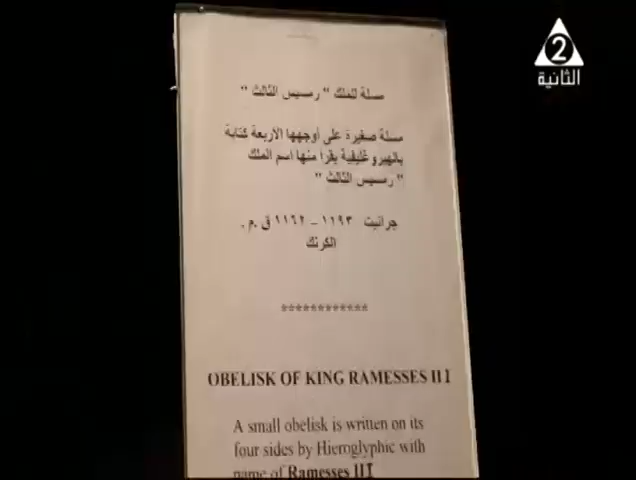 2
الثانية
مسلة للملك " رمسيس الثالث "
مسلة صغيرة على أوجهها الأربعة كتابة
بالهيروغليفية يقرا منها اسم الملك
" رمسيس الثالث "
جرانيت ١١٩٣ - ١١٦٢ ق.م.
الكرنك
************
OBELISK OF KING RAMESSES III
A small obelisk is written on its
four sides by Hieroglyphic with
name of Ramesses III